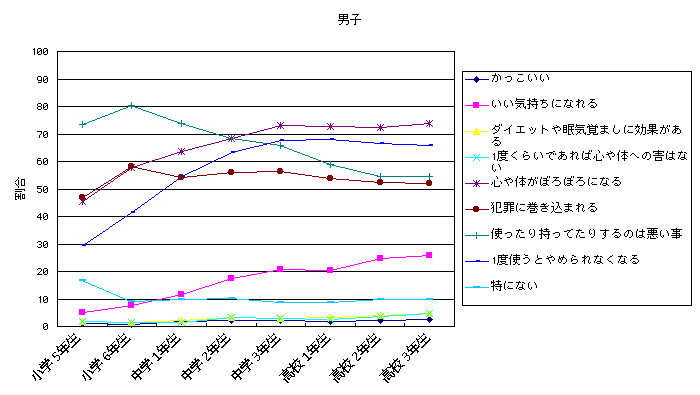 男子
100
90
80
70
60
50
40
30
20
10
0
割合
小学5年生
小学6年生
中学1年生
中学2年生
中学3年生
高校1年生
高校2年生
高校3年生
かっこいい
いい気持ちになれる
ダイエットや眠気覚ましに効果があ
る
1度くらいであれば心や体への害はな
い
心や体がぼろぼろになる
犯罪に巻き込まれる
使ったり持ってたりするのは悪い事
1度使うとやめられなくなる
特にない